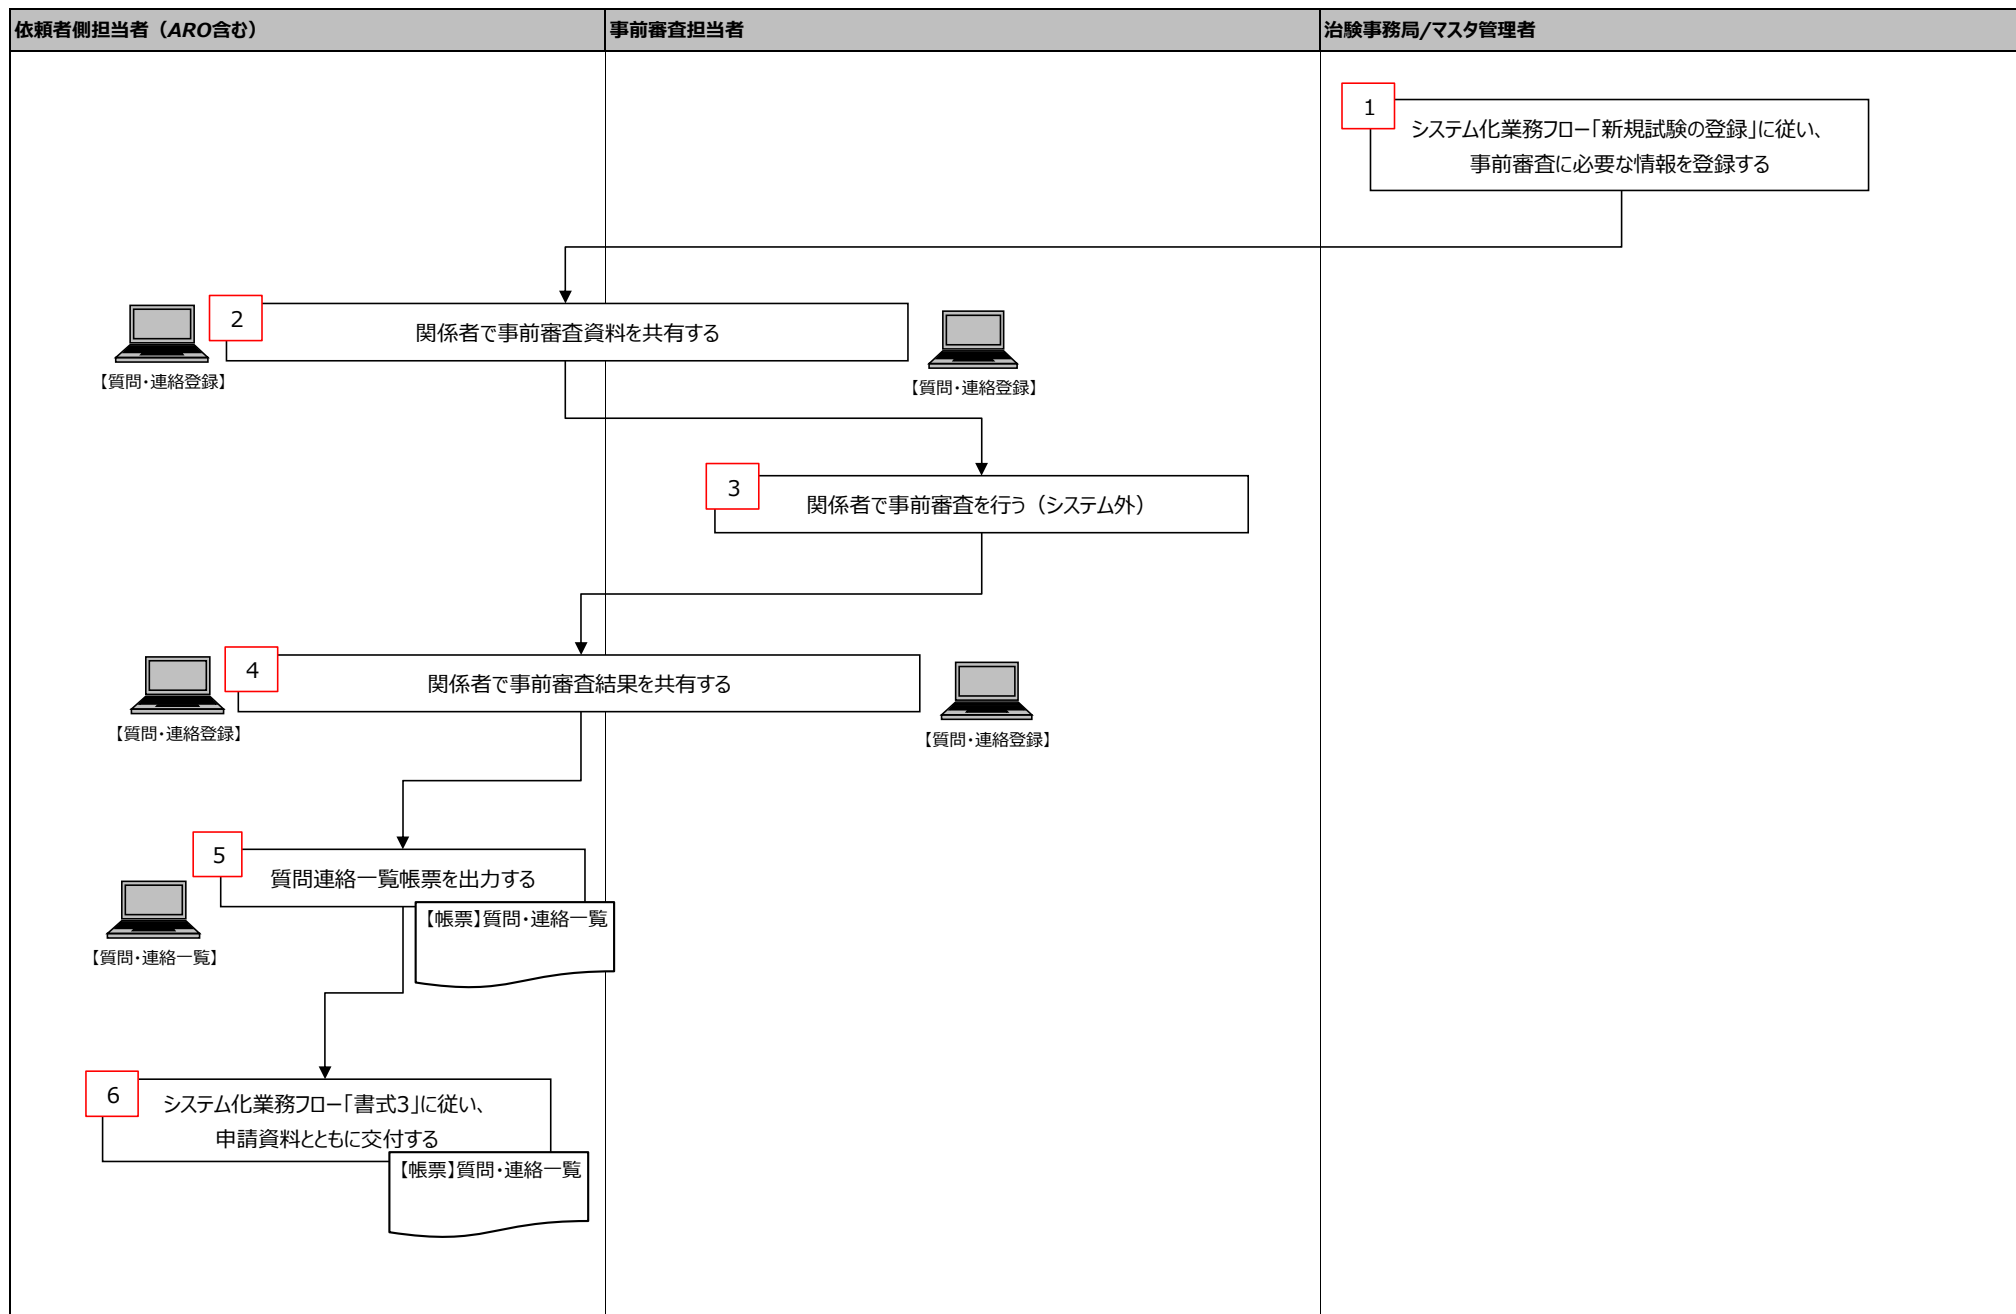 依頼者側担当者（ARO含む）
事前審査担当者
治験事務局/マスタ管理者
1
システム化業務フロー「新規試験の登録」に従い、
事前審査に必要な情報を登録する
2
関係者で事前審査資料を共有する
【質問・連絡登録】
【質問・連絡登録】
3
関係者で事前審査を行う（システム外）
4
関係者で事前審査結果を共有する
【質問・連絡登録】
【質問・連絡登録】
5
質問連絡一覧帳票を出力する
【帳票】質問・連絡一覧
【質問・連絡一覧】
6
システム化業務フロー「書式3」に従い、
申請資料とともに交付する
【帳票】質問・連絡一覧